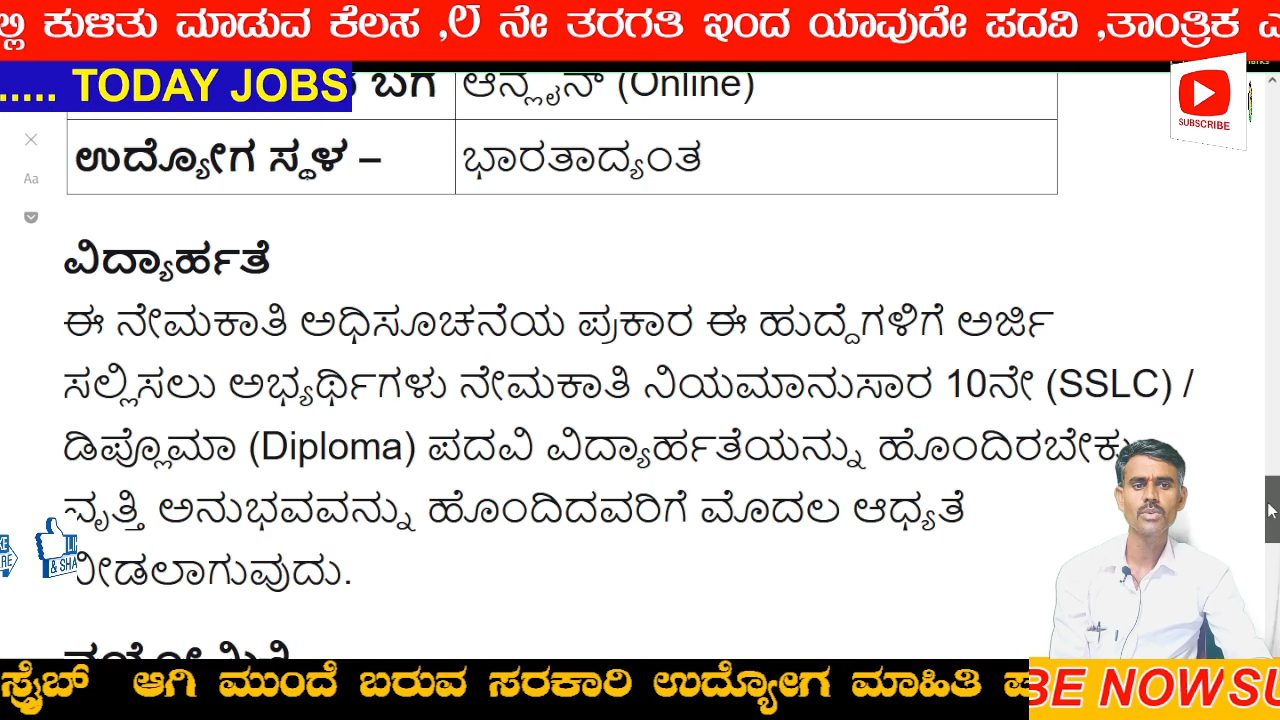 ಕುಳಿತು ಮಾಡುವ ಕೆಲಸ ,೮ ನೇ ತರಗತಿ ಇಂದ ಯಾವುದೇ ಪದವಿ ,ತಾಂತ್ರಿಕ
..... TODAY JOBS
ಆನ್ಲೈನ್ (Online)
SUBSCRIBE
ಉದ್ಯೋಗ ಸ್ಥಳ –
ಭಾರತಾದ್ಯಂತ
Aa
ವಿದ್ಯಾರ್ಹತೆ
ಈ ನೇಮಕಾತಿ ಅಧಿಸೂಚನೆಯ ಪ್ರಕಾರ ಈ ಹುದ್ದೆಗಳಿಗೆ ಅರ್ಜಿ
ಸಲ್ಲಿಸಲು ಅಭ್ಯರ್ಥಿಗಳು ನೇಮಕಾತಿ ನಿಯಮಾನುಸಾರ 10ನೇ (SSLC) /
ಡಿಪ್ಲೊಮಾ (Diploma) ಪದವಿ ವಿದ್ಯಾರ್ಹತೆಯನ್ನು ಹೊಂದಿರಬೇಕು
ವೃತ್ತಿ ಅನುಭವವನ್ನು ಹೊಂದಿದವರಿಗೆ ಮೊದಲ ಆಧ್ಯತೆ
ನೀಡಲಾಗುವುದು.
ಆಗಿ ಮುಂದೆ ಬರುವ ಸರಕಾರಿ ಉದ್ಯೋಗ ಮಾಹಿತಿ
BE NOW SU